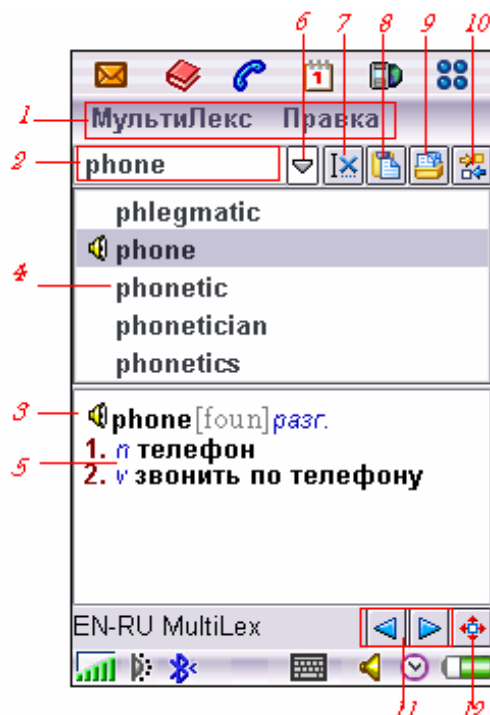 6 7 8 9 10
1
1 МультиЛекс Правка
2 phone
phlegmatic
phone
4 phonetic
phonetician
phonetics
3 phone [foun] разг.
1. n телефон
5
2. v звонить по телефону
EN-RU MultiLex
11 12